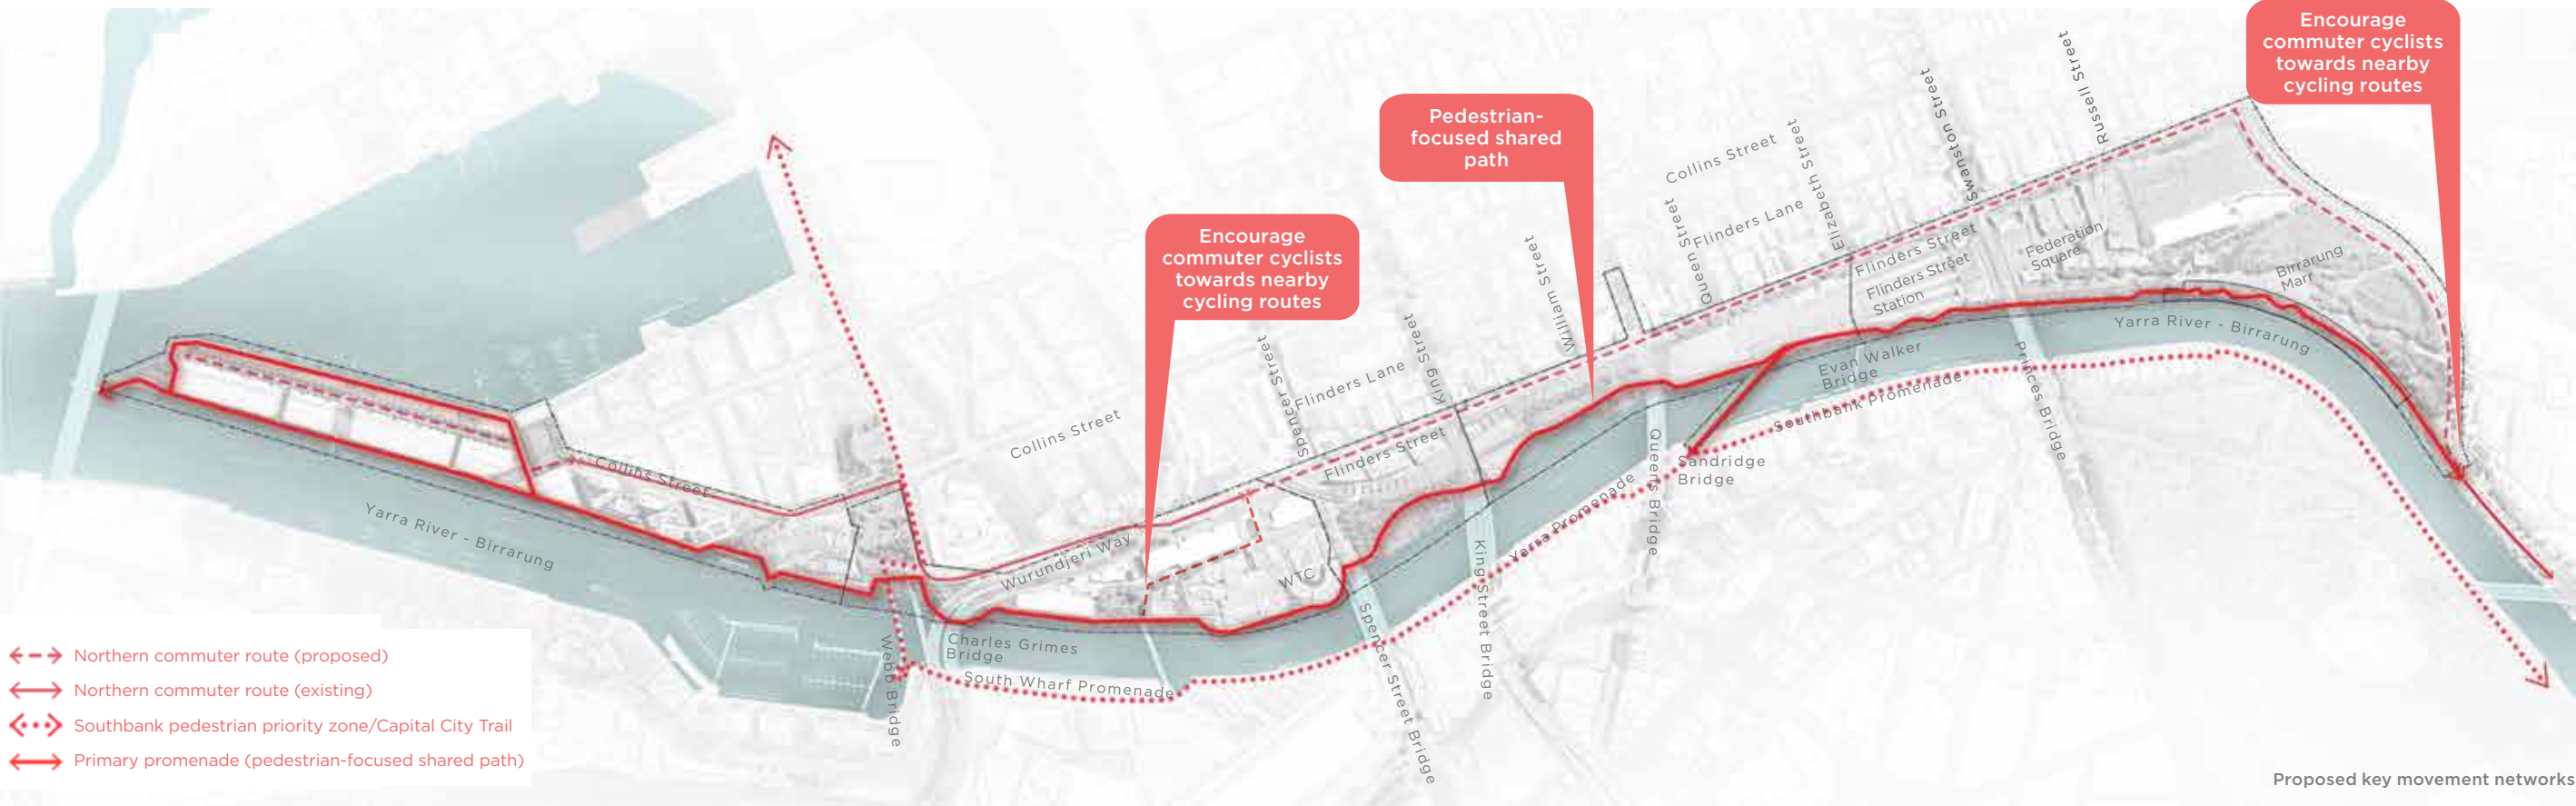 Encourage
commuter cyclists
towards nearby
cycling routes
Pedestrian-
focused shared
path
Encourage
commuter cyclists
towards nearby
cycling routes
Russell Street
Swanston Street
Elizabeth Street
Collins Street
Queen Street
Flinders Lane
William Street
Flinders Street
Flinders Street
Station
Federation
Square
Birrarung
Marr
Yarra River - Birrarung
King Street
Spencer Street
Flinders Lane
Collins Street
Flinders Street
Evan Walker
Bridge
Southbank Promenade
Princes Bridge
Sandridge
Bridge
Queens Bridge
Yarra Promenade
King Street Bridge
WTC
Wurundjeri Way
Spencer Street Bridge
Collins Street
Yarra River - Birrarung
Charles Grimes
Bridge
Webb Bridge
South Wharf Promenade
Northern commuter route (proposed)
Northern commuter route (existing)
Southbank pedestrian priority zone/Capital City Trail
Primary promenade (pedestrian-focused shared path)
Proposed key movement networks